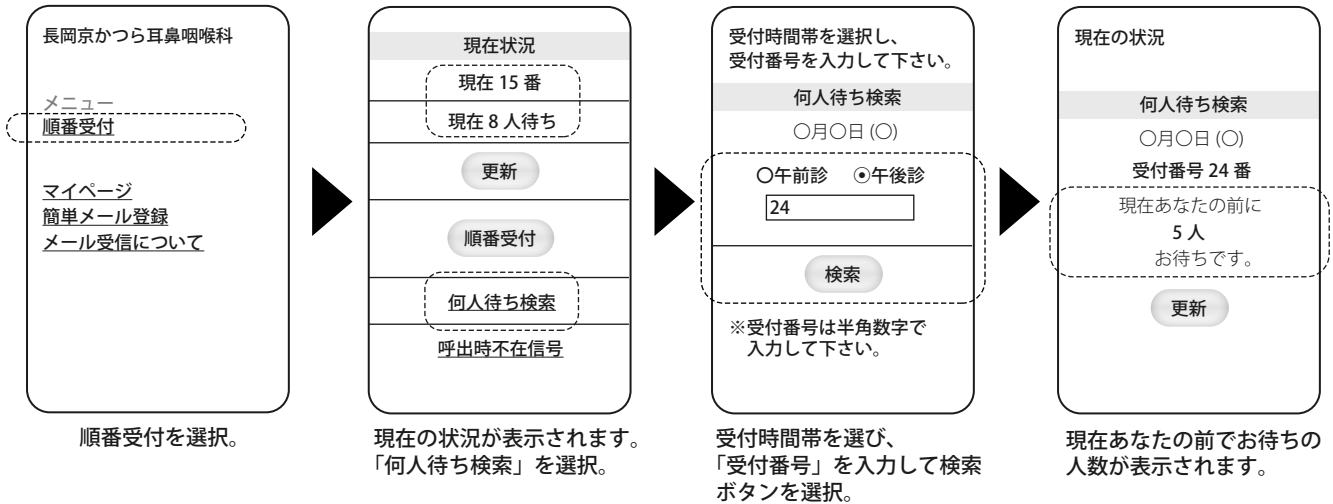 長岡京かつら耳鼻咽喉科
メニュー
順番受付
マイページ
簡単メール登録
メール受信について
順番受付を選択。
現在状況
現在 15 番
現在 8 人待ち
更新
順番受付
何人待ち検索
呼出時不在信号
現在の状況が表示されます。
「何人待ち検索」を選択。
受付時間帯を選択し、
受付番号を入力して下さい。
何人待ち検索
〇月〇日 (〇)
〇午前診 ◉午後診
24
検索
※受付番号は半角数字で
入力して下さい。
受付時間帯を選び、
「受付番号」を入力して検索
ボタンを選択。
現在の状況
何人待ち検索
〇月〇日 (〇)
受付番号 24 番
現在あなたの前に
5 人
お待ちです。
更新
現在あなたの前でお待ちの
人数が表示されます。